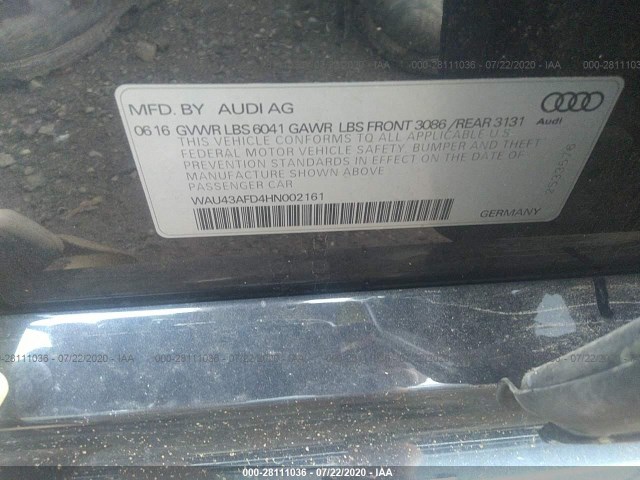 000-28111036 - 07/22/2020 - IAA
MFD. BY AUDI AG
0616 GVWR LBS 6041 GAWR LBS FRONT 3086 / REAR 3131
Audi
THIS VEHICLE CONFORMS TO ALL APPLICABLE U.S.
FEDERAL MOTOR VEHICLE SAFETY, BUMPER AND THEFT
PREVENTION STANDARDS IN EFFECT ON THE DATE OF
MANUFACTURE SHOWN ABOVE
PASSENGER CAR
WAU43AFD4HN002161
GERMANY
000-28111036 - 07/22/2020 - IAA
000-28111036 - 07/22/2020 - IAA